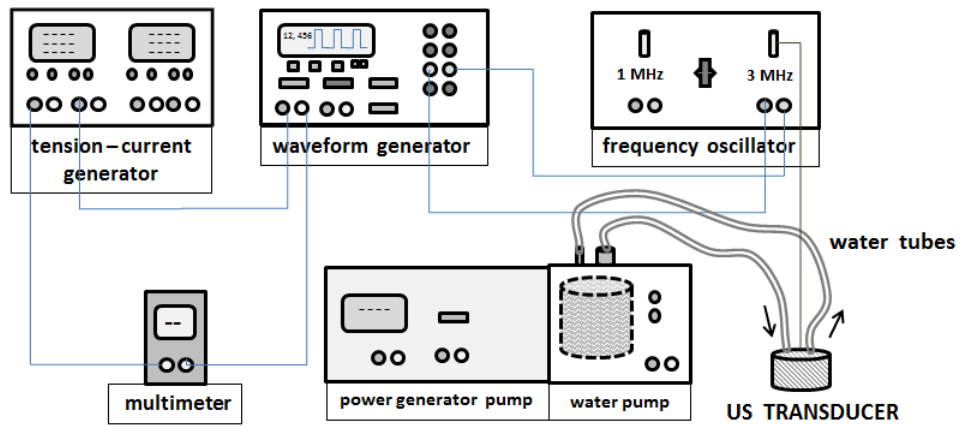 12, 456
1 MHz
3 MHz
tension – current
generator
waveform generator
frequency oscillator
water tubes
multimeter
power generator pump
water pump
US TRANSDUCER